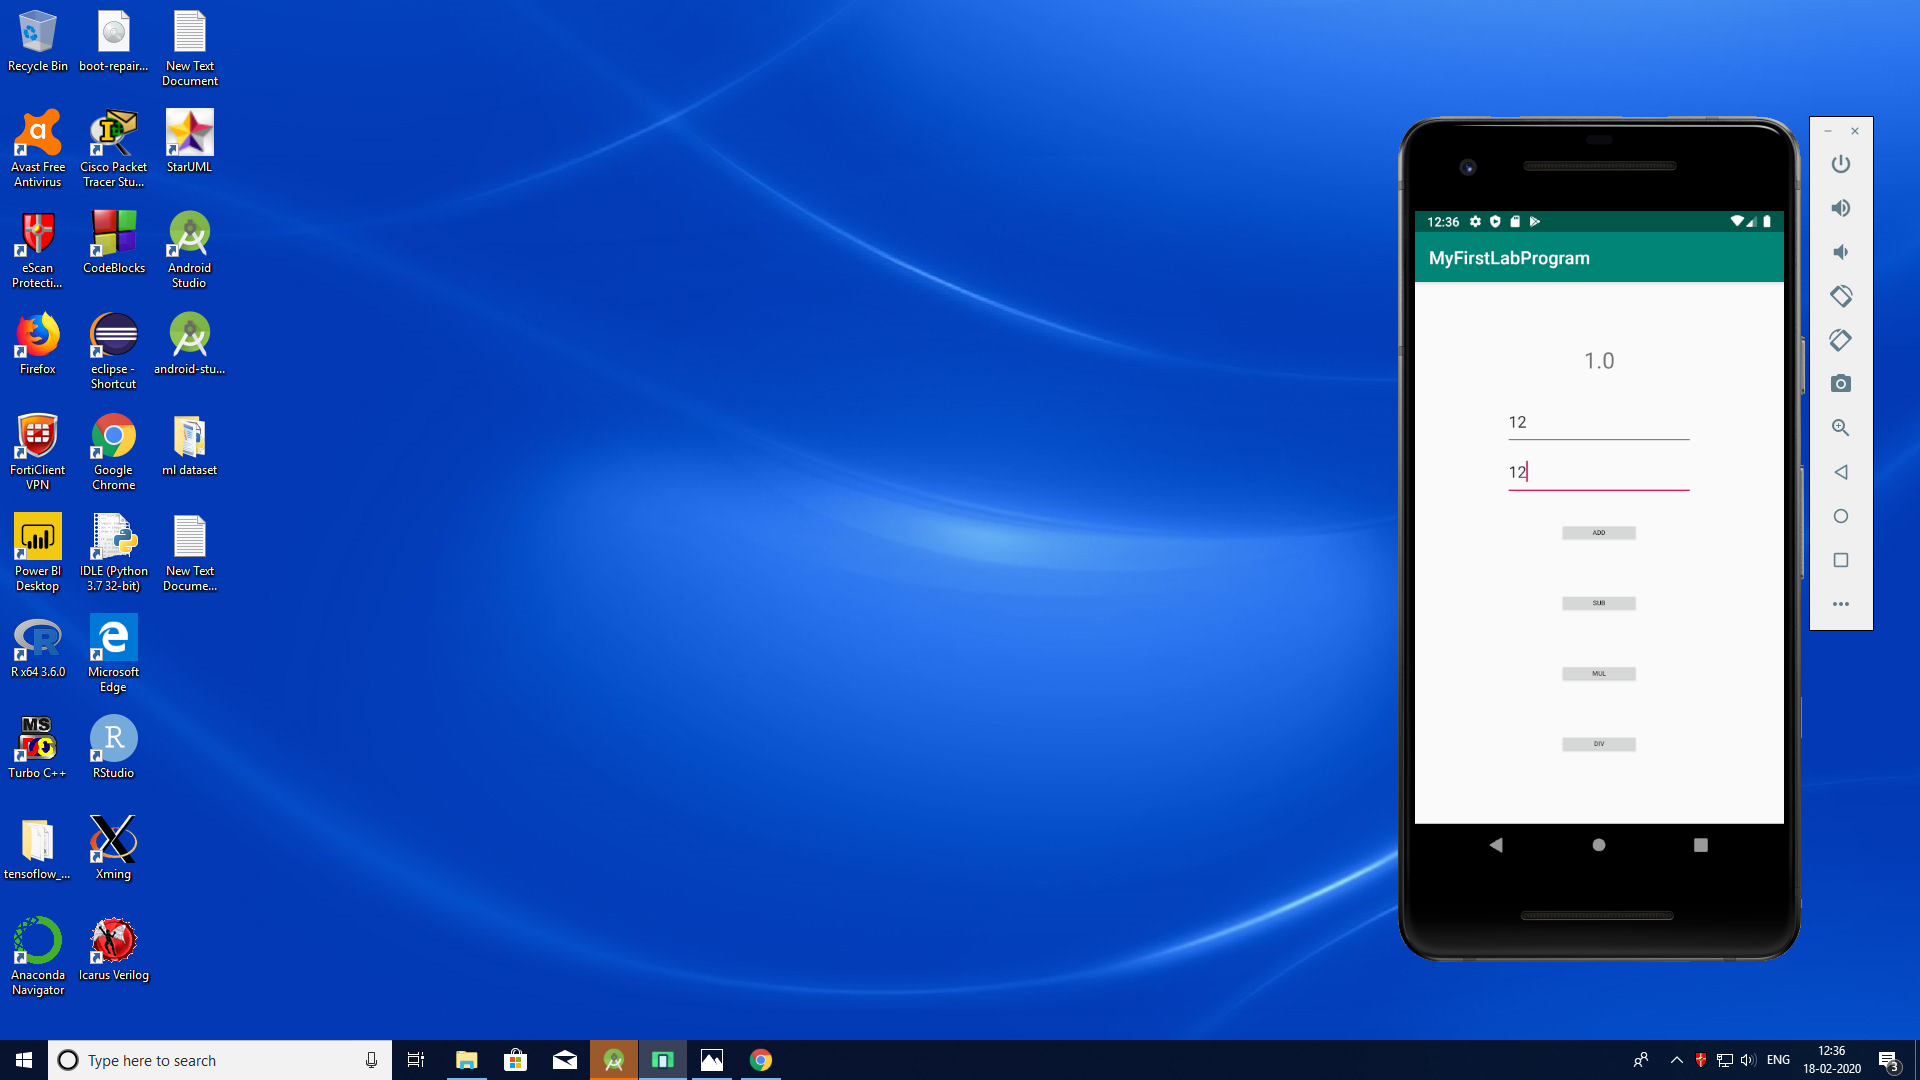 Recycle Bin
boot-repair...
New Text
Document
Avast Free
Antivirus
Cisco Packet
Tracer Stu...
StarUML
eScan
Protecti...
CodeBlocks
Android
Studio
Firefox
eclipse -
Shortcut
android-stu...
FortiClient
VPN
Google
Chrome
ml dataset
Power BI
Desktop
IDLE (Python
3.7 32-bit)
New Text
Docume...
R x64 3.6.0
Microsoft
Edge
MS
Turbo C++
R
RStudio
tensoflow_...
Xming
Anaconda
Navigator
Icarus Verilog
12:36
MyFirstLabProgram
1.0
12
12
ADD
SUB
MUL
DIV
Type here to search
ENG
12:36
18-02-2020
3